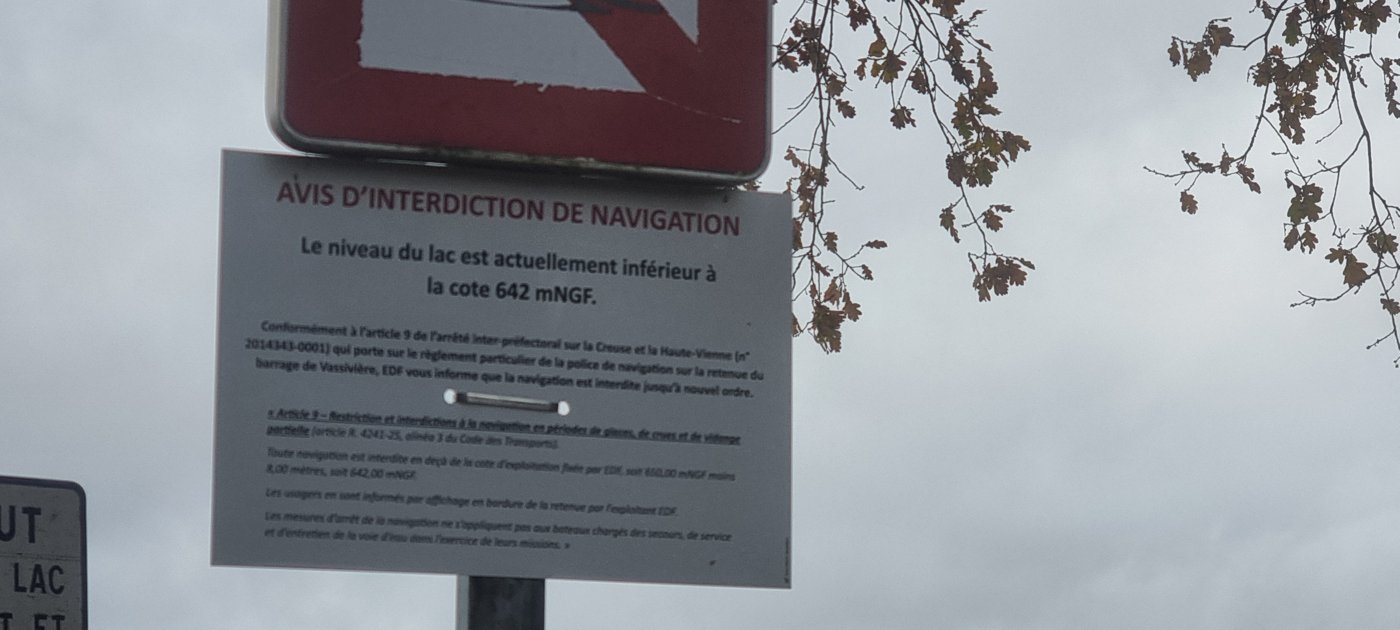 AVIS D'INTERDICTION DE NAVIGATION
Le niveau du lac est actuellement inférieur à
la cote 642 mNGF.
Conformément à l'article 9 de l'arrêté inter-préfectoral sur la Creuse et la Haute-Vienne (n°
2014343-0001) qui porte sur le règlement particulier de la police de navigation sur la retenue du
barrage de Vassivière, EDF vous informe que la navigation est interdite jusqu'à nouvel ordre.
« Article 9 – Restriction et interdictions à la navigation en périodes de glaces, de crues et de vidange
partielle (article R. 4241-25, alinéa 3 du Code des Transports).
Toute navigation est interdite en deçà de la cote d'exploitation fixée par EDF, soit 650,00 mNGF moins
8,00 mètres, soit 642,00 mNGF.
Les usagers en sont informés par affichage en bordure de la retenue par l'exploitant EDF.
Les mesures d'arrêt de la navigation ne s'appliquent pas aux bateaux chargés des secours, de service
et d'entretien de la voie d'eau dans l'exercice de leurs missions. »
UT
LAC
T ET